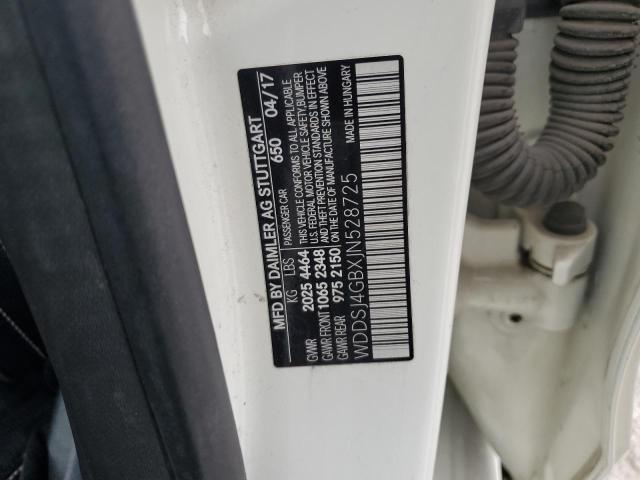 MFD BY DAIMLER AG STUTTGART
650 04/17
KG LBS PASSENGER CAR
GVWR 2025 4464
GAWR FRONT 1065 2348
GAWR REAR 975 2150
THIS VEHICLE CONFORMS TO ALL APPLICABLE
U.S. FEDERAL MOTOR VEHICLE SAFETY, BUMPER
AND THEFT PREVENTION STANDARDS IN EFFECT
ON THE DATE OF MANUFACTURE SHOWN ABOVE
WDDSJ4GBXJN528725
MADE IN HUNGARY